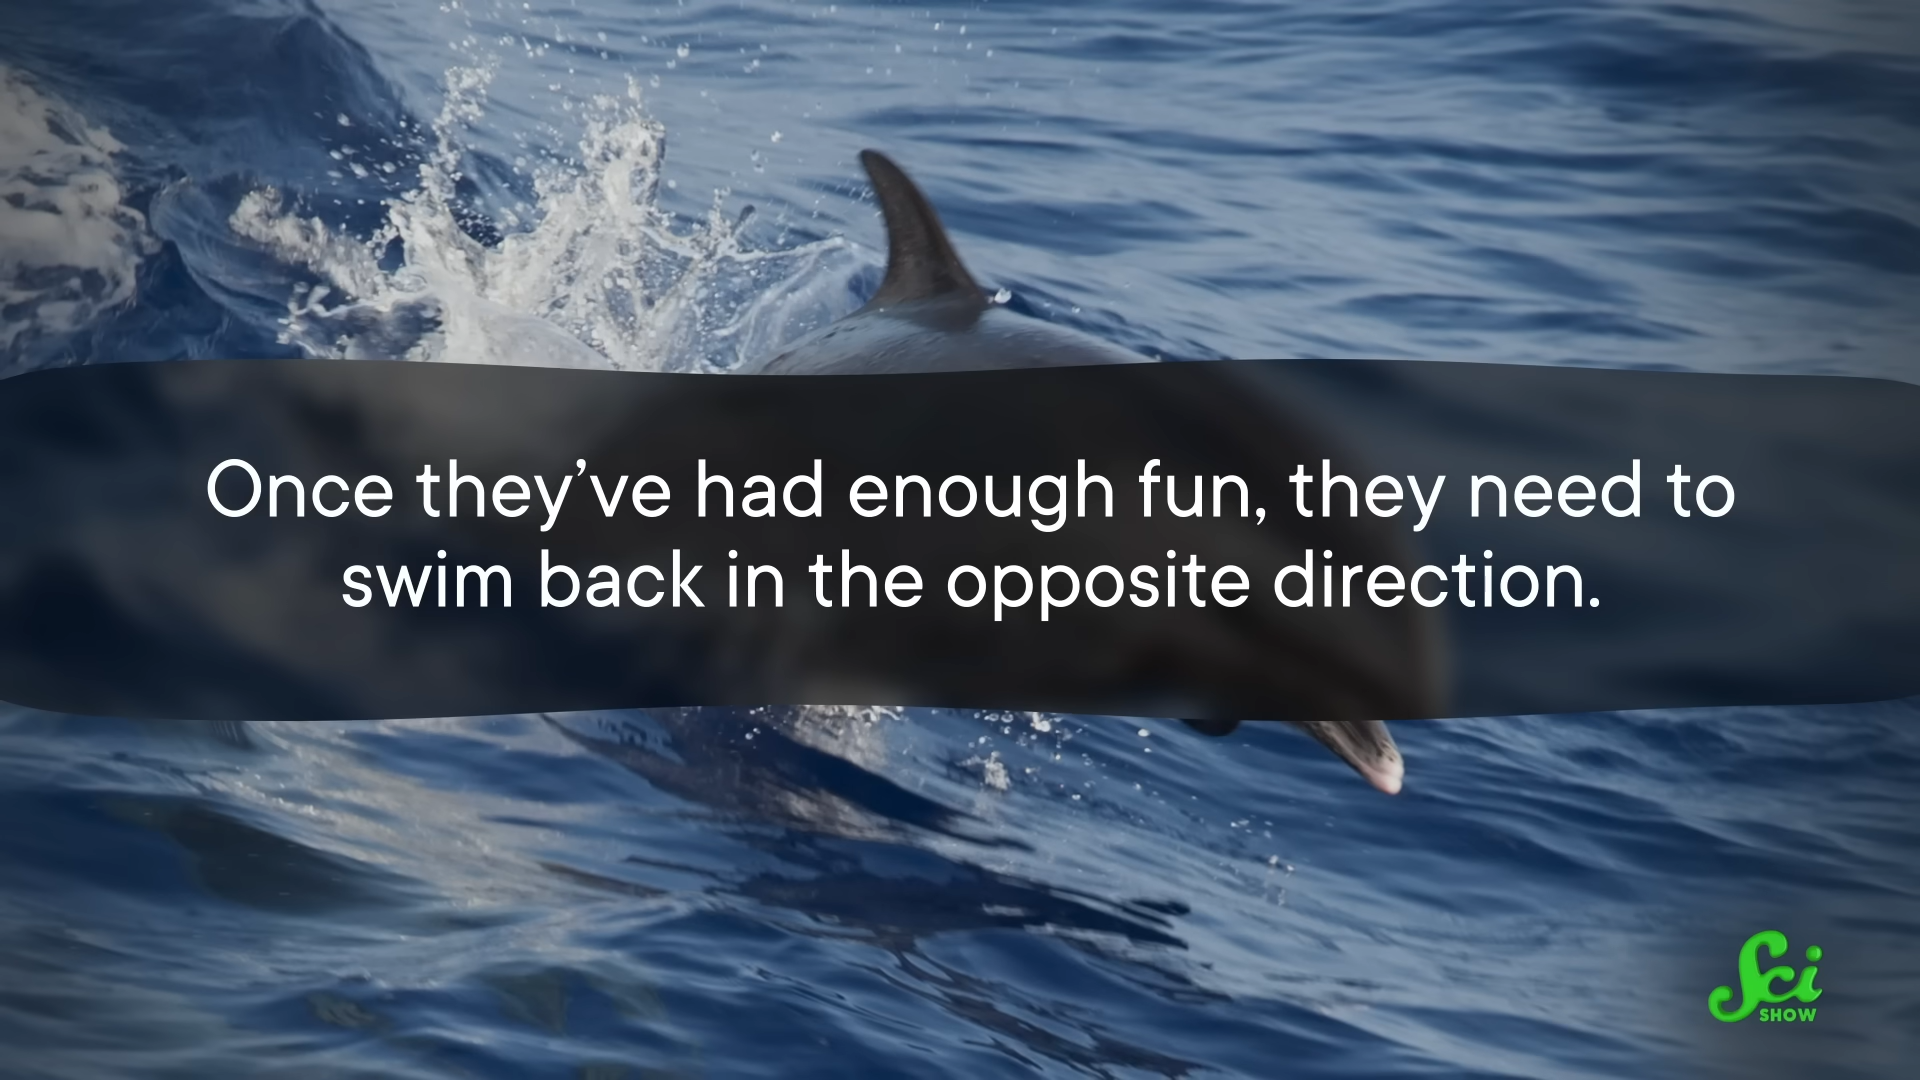 Once they’ve had enough fun, they need to
swim back in the opposite direction.
Sci
SHOW